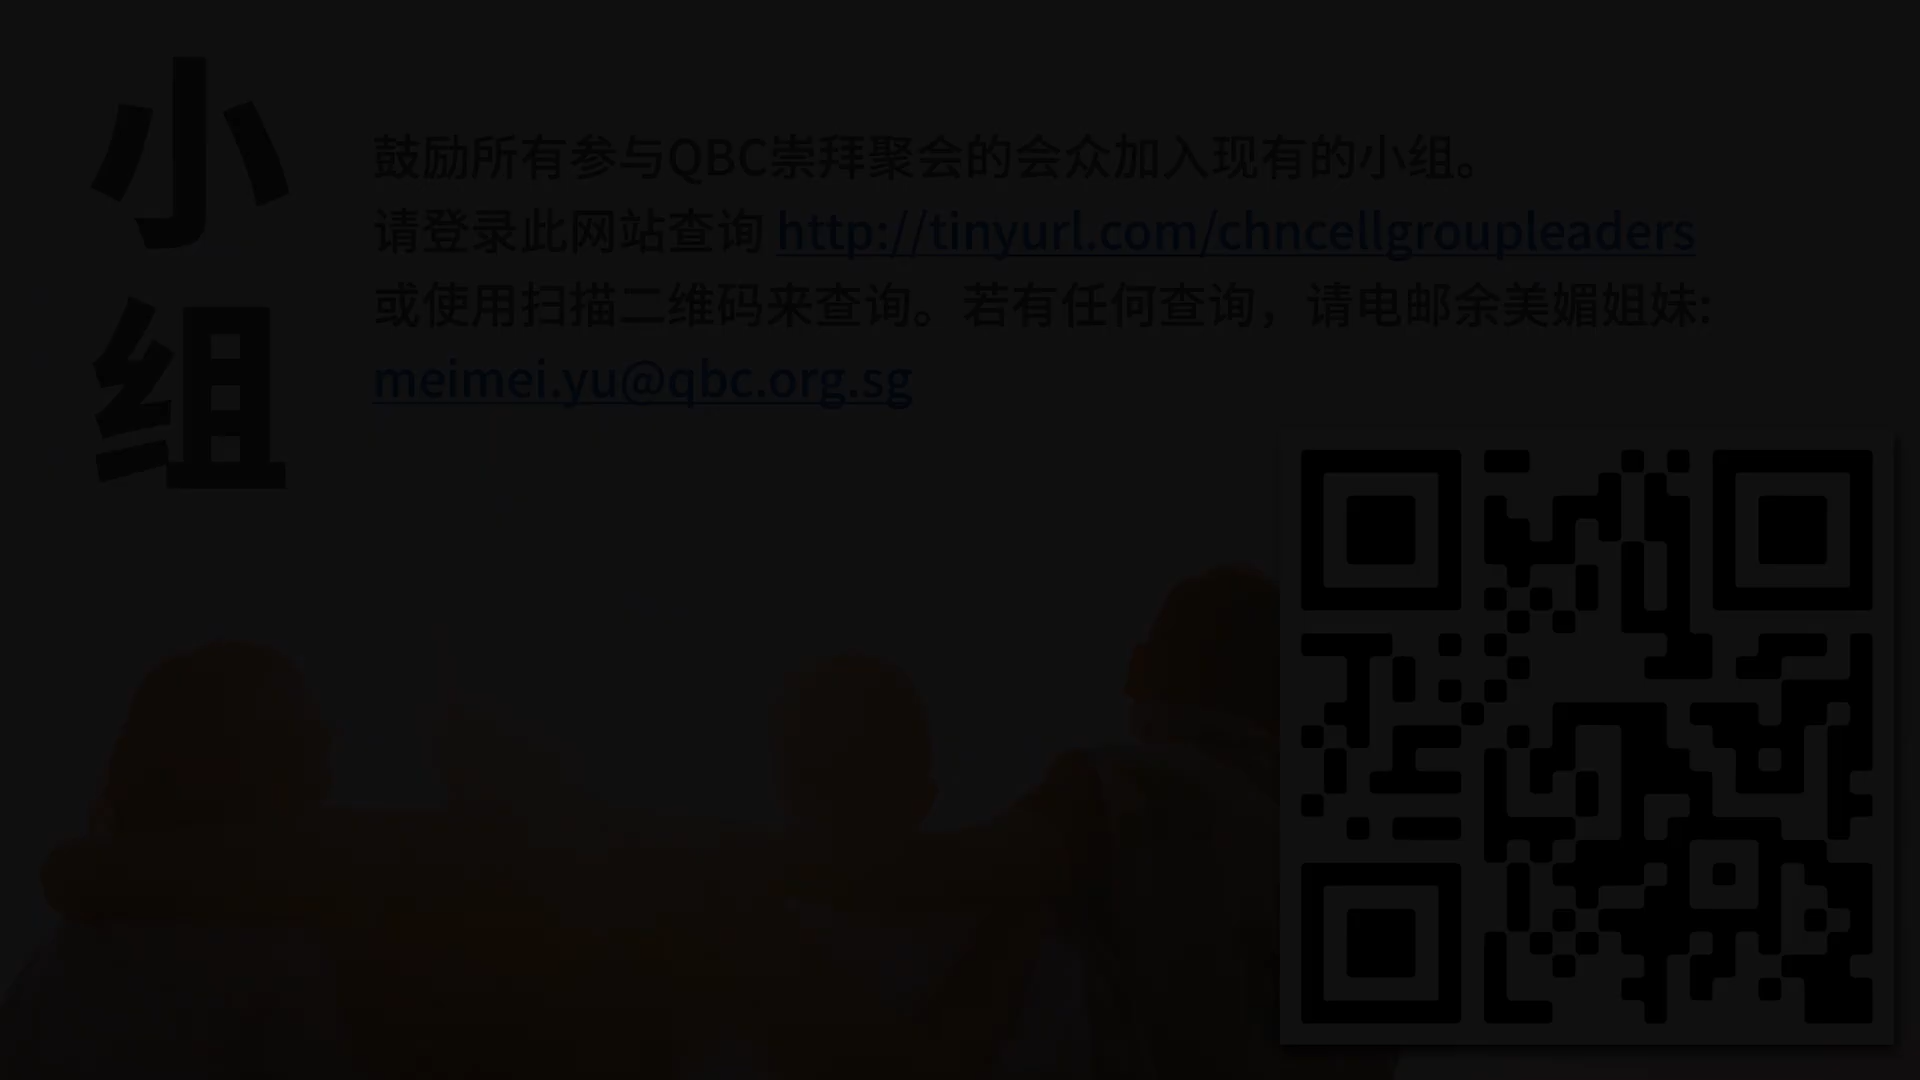 小组
鼓励所有参与QBC崇拜聚会的会众加入现有的小组。
请登录此网站查询 http://tinyurl.com/chncellgroupleaders
或使用扫描二维码来查询。若有任何查询，请电邮余美媚姐妹:
meimei.yu@qbc.org.sg